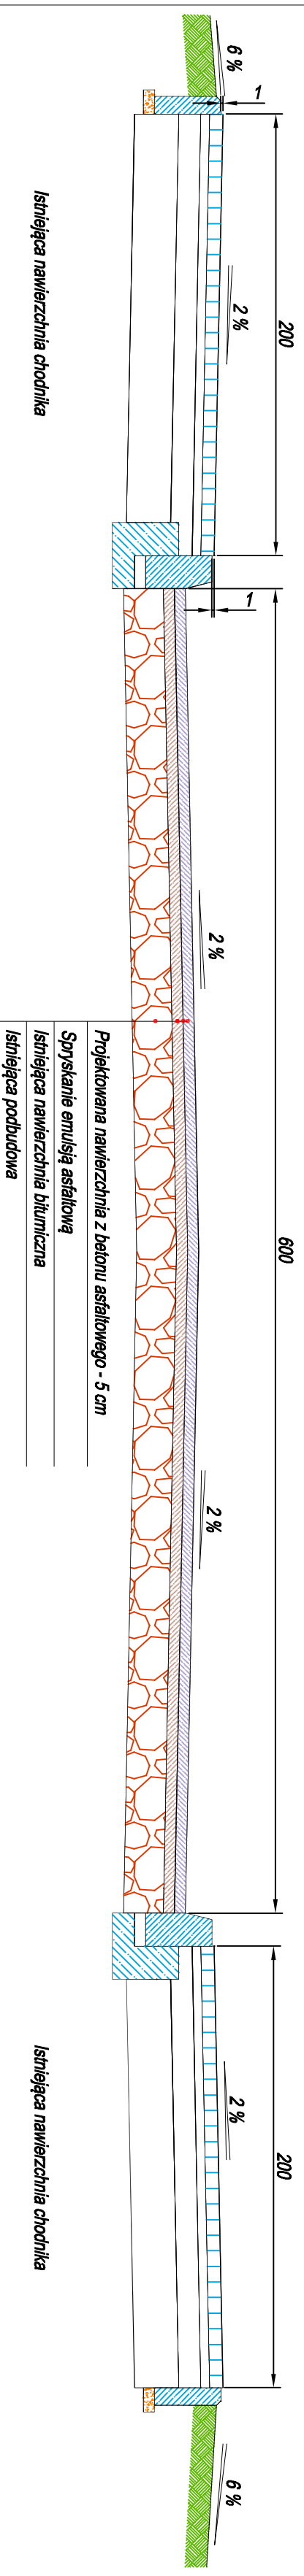 6 %
1
200
2 %
1
2 %
600
2 %
200
2 %
6 %
Istniejąca nawierzchnia chodnika
Projektowana nawierzchnia z betonu asfaltowego - 5 cm
Spryskanie emulsją asfaltową
Istniejąca nawierzchnia bitumiczna
Istniejąca podbudowa
Istniejąca nawierzchnia chodnika